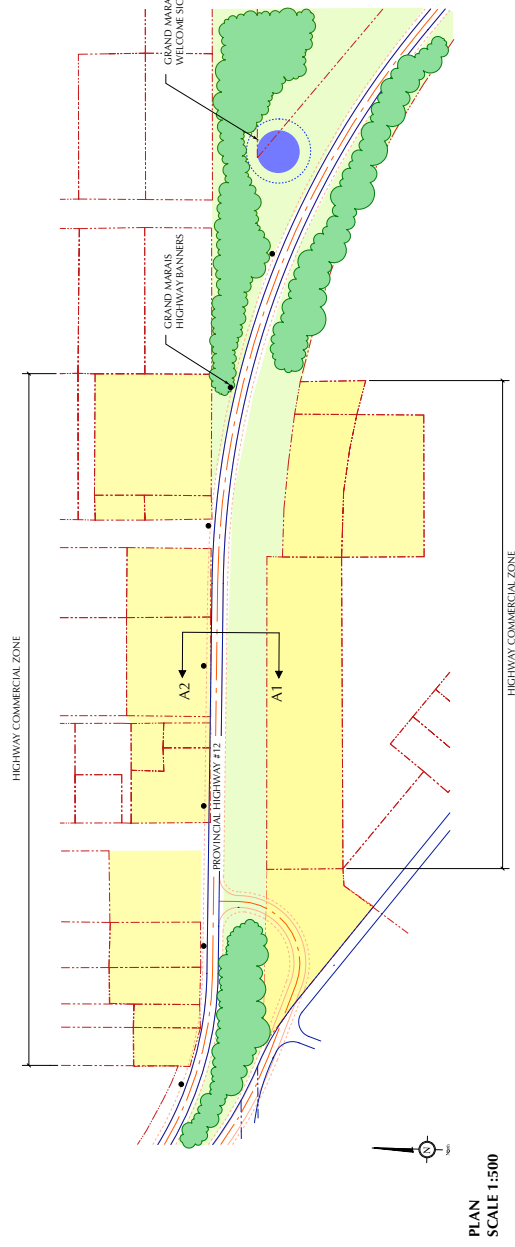 GRAND MARA
WELCOME SIG
GRAND MARAIS
HIGHWAY BANNERS
HIGHWAY COMMERCIAL ZONE
A2
A1
PROVINCIAL HIGHWAY #12
HIGHWAY COMMERCIAL ZONE
N
PLAN
SCALE 1:500